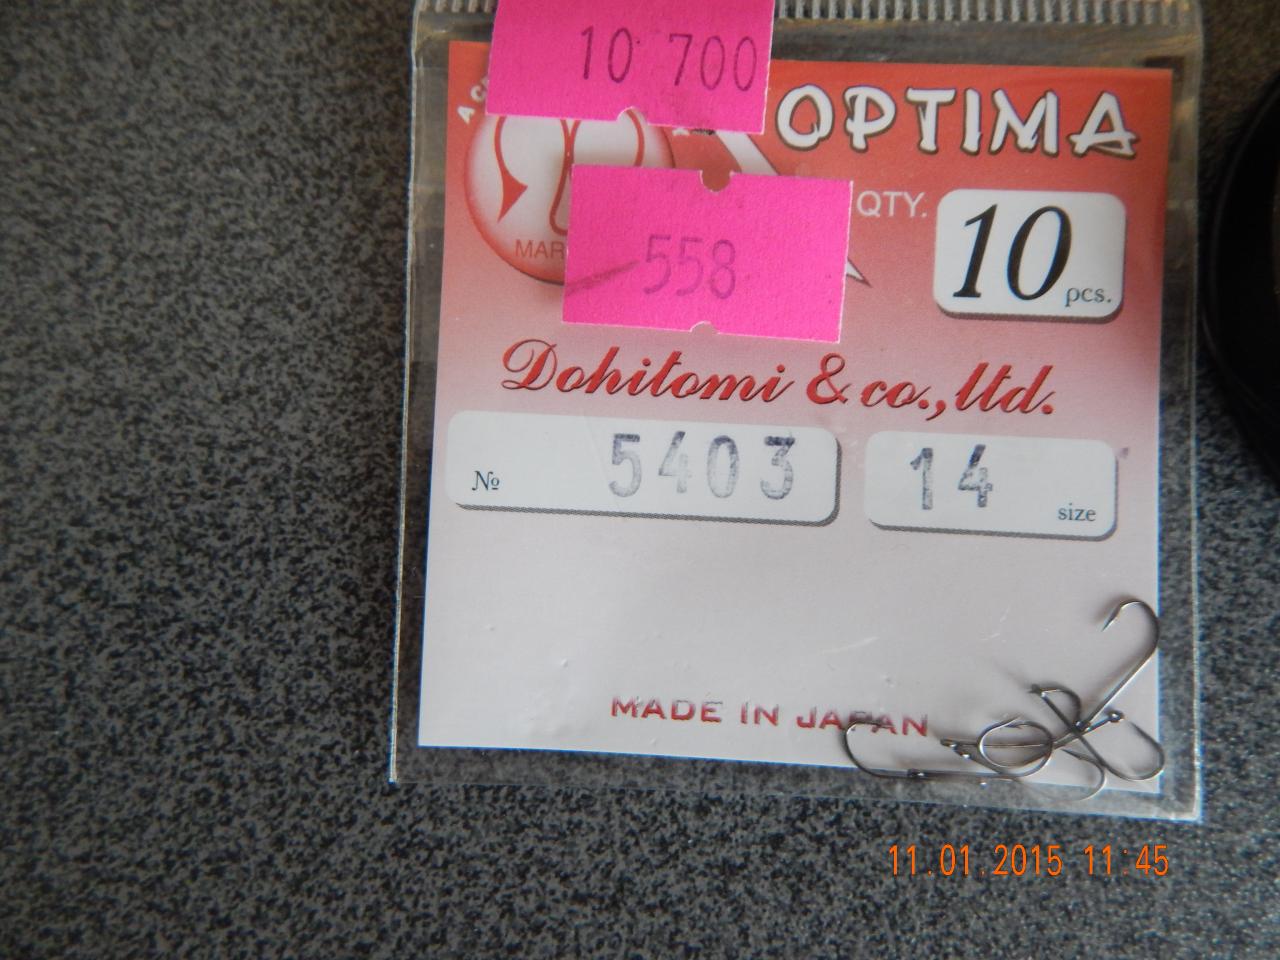 10 700
OPTIMA
QTY.
10 pcs.
558
Dohitomi & co.,ltd.
№ 5403
14 size
MADE IN JAPAN
11.01.2015 11:45